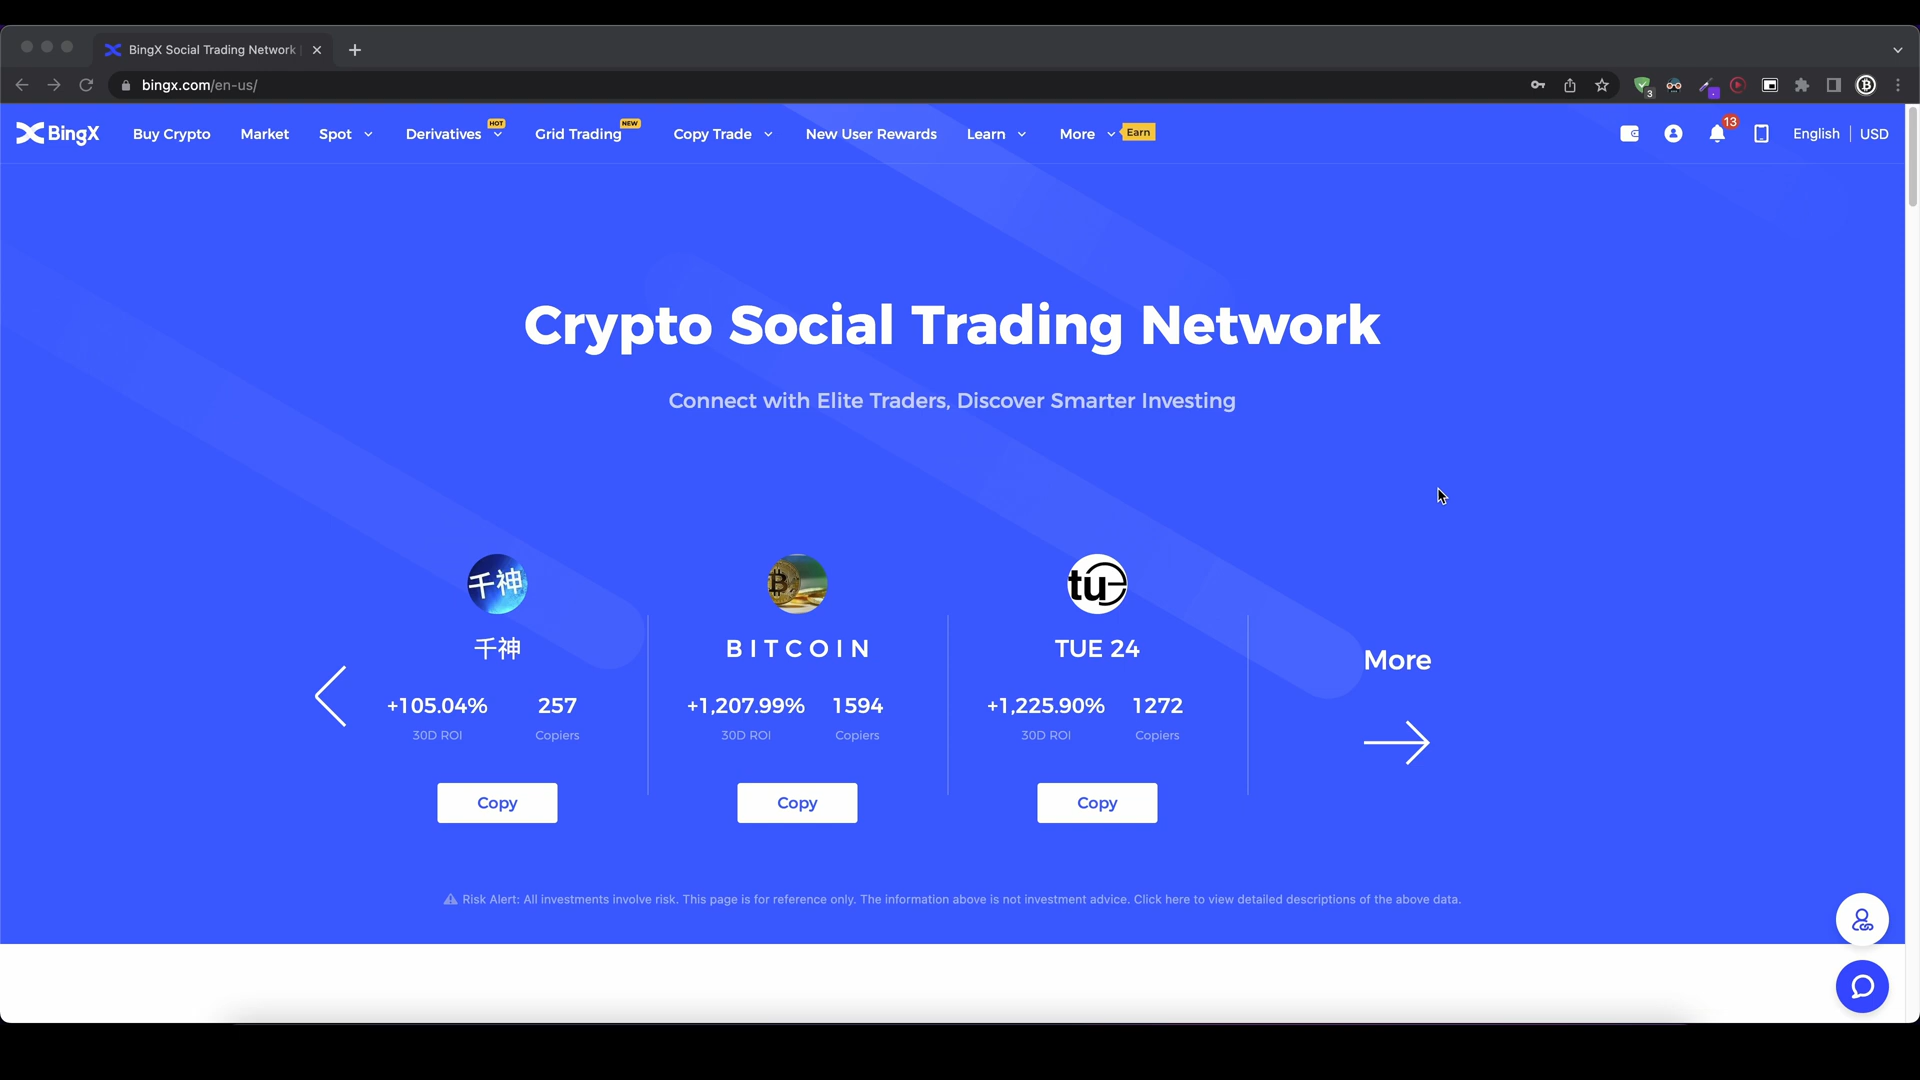 BingX Social Trading Network
bingx.com/en-us/
3
BingX
Buy Crypto
Market
Spot
Derivatives
HOT
Grid Trading
NEW
Copy Trade
New User Rewards
Learn
More
Earn
13
English
USD
Crypto Social Trading Network
Connect with Elite Traders, Discover Smarter Investing
千神
tue
千神
B I T C O I N
TUE 24
More
+105.04% 257
30D ROI Copiers
+1,207.99% 1594
30D ROI Copiers
+1,225.90% 1272
30D ROI Copiers
Copy
Copy
Copy
Risk Alert: All investments involve risk. This page is for reference only. The information above is not investment advice. Click here to view detailed descriptions of the above data.